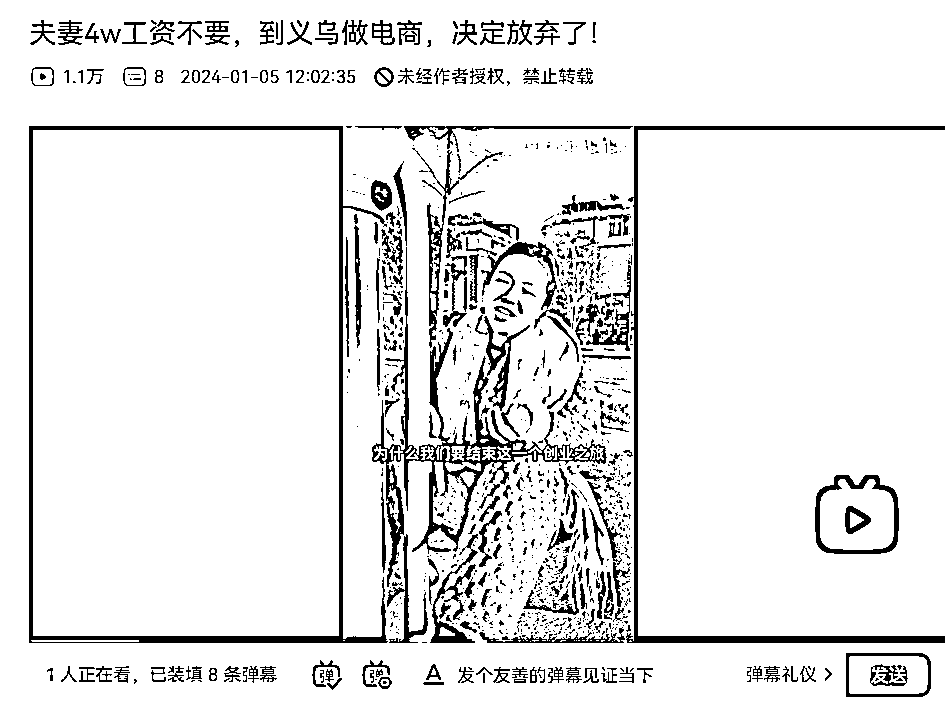 夫妻4w工资不要，到义乌做电商，决定放弃了！
1.1万 8 2024-01-05 12:02:35 未经作者授权，禁止转载
为什么我们要结束这一个创业之旅
1 人正在看，已装填 8 条弹幕 弹 弹 A 发个友善的弹幕见证当下 弹幕礼仪 > 发送